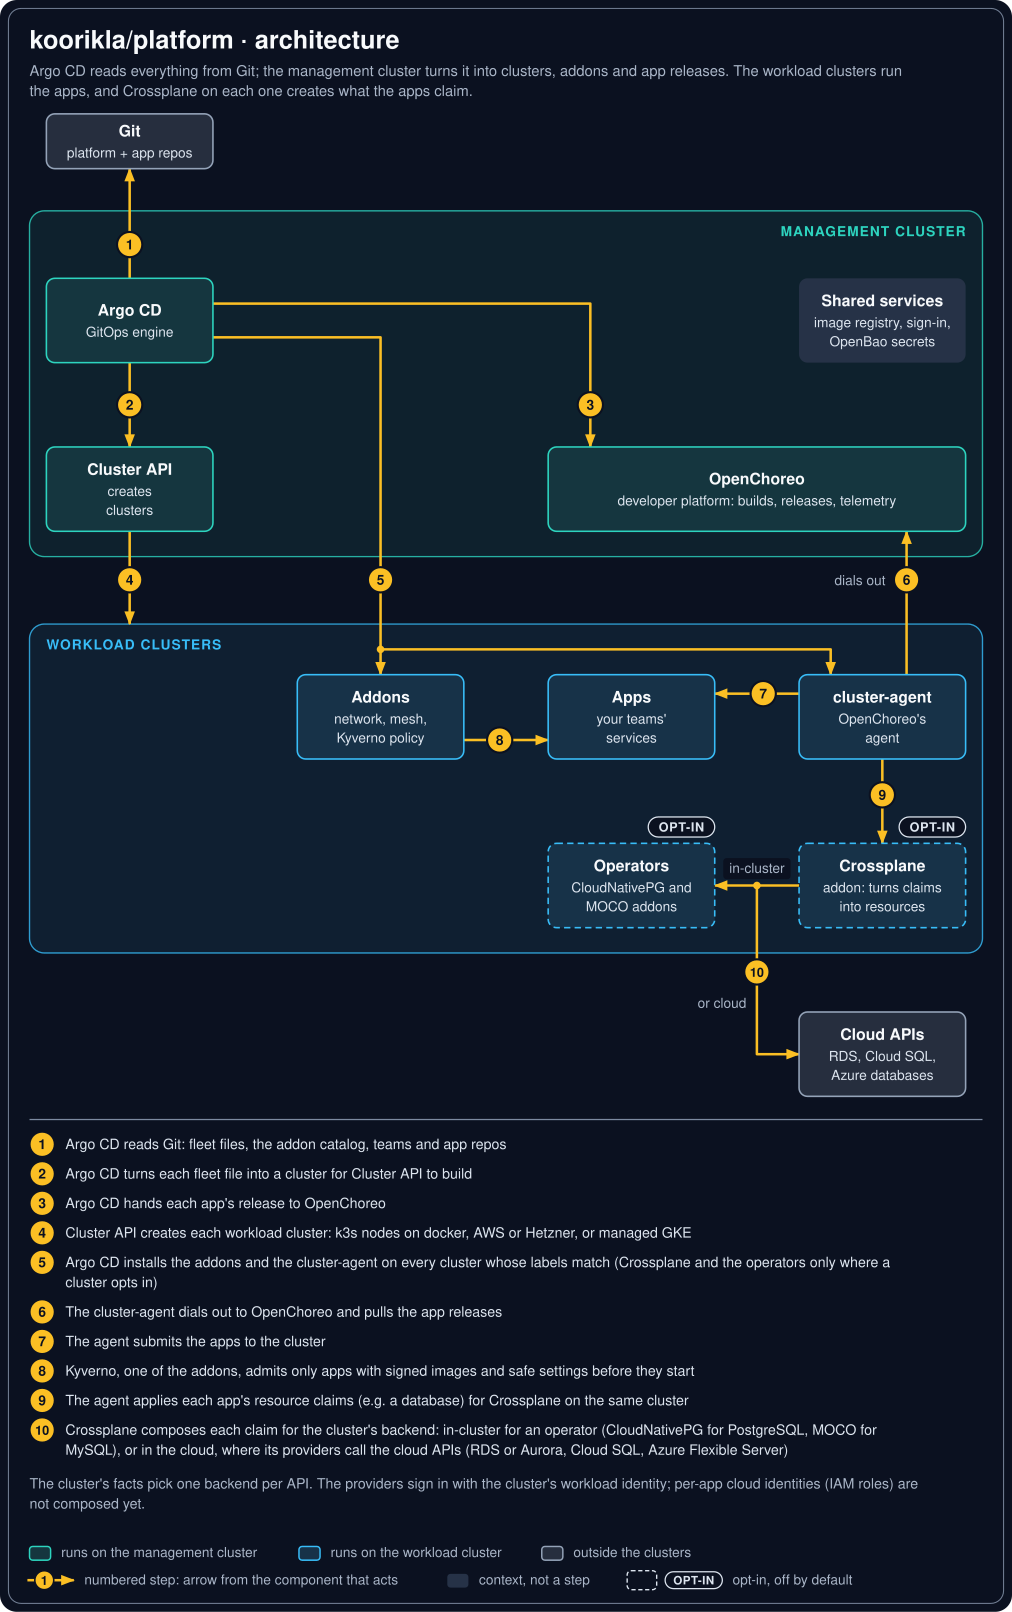 koorikla/platform · architecture
Argo CD reads everything from Git; the management cluster turns it into clusters, addons and app releases. The workload clusters run
the apps, and Crossplane on each one creates what the apps claim.
Git
platform + app repos
1
MANAGEMENT CLUSTER
Argo CD
GitOps engine
Shared services
image registry, sign-in,
OpenBao secrets
2
3
Cluster API
creates
clusters
OpenChoreo
developer platform: builds, releases, telemetry
4
5
dials out
6
WORKLOAD CLUSTERS
Addons
network, mesh,
Kyverno policy
8
Apps
your teams'
services
7
cluster-agent
OpenChoreo's
agent
9
OPT-IN
OPT-IN
Operators
CloudNativePG and
MOCO addons
in-cluster
Crossplane
addon: turns claims
into resources
10
or cloud
Cloud APIs
RDS, Cloud SQL,
Azure databases
1 Argo CD reads Git: fleet files, the addon catalog, teams and app repos
2 Argo CD turns each fleet file into a cluster for Cluster API to build
3 Argo CD hands each app's release to OpenChoreo
4 Cluster API creates each workload cluster: k3s nodes on docker, AWS or Hetzner, or managed GKE
5 Argo CD installs the addons and the cluster-agent on every cluster whose labels match (Crossplane and the operators only where a
cluster opts in)
6 The cluster-agent dials out to OpenChoreo and pulls the app releases
7 The agent submits the apps to the cluster
8 Kyverno, one of the addons, admits only apps with signed images and safe settings before they start
9 The agent applies each app's resource claims (e.g. a database) for Crossplane on the same cluster
10 Crossplane composes each claim for the cluster's backend: in-cluster for an operator (CloudNativePG for PostgreSQL, MOCO for
MySQL), or in the cloud, where its providers call the cloud APIs (RDS or Aurora, Cloud SQL, Azure Flexible Server)
The cluster's facts pick one backend per API. The providers sign in with the cluster's workload identity; per-app cloud identities (IAM roles) are
not composed yet.
runs on the management cluster
runs on the workload cluster
outside the clusters
1 numbered step: arrow from the component that acts
context, not a step
OPT-IN opt-in, off by default